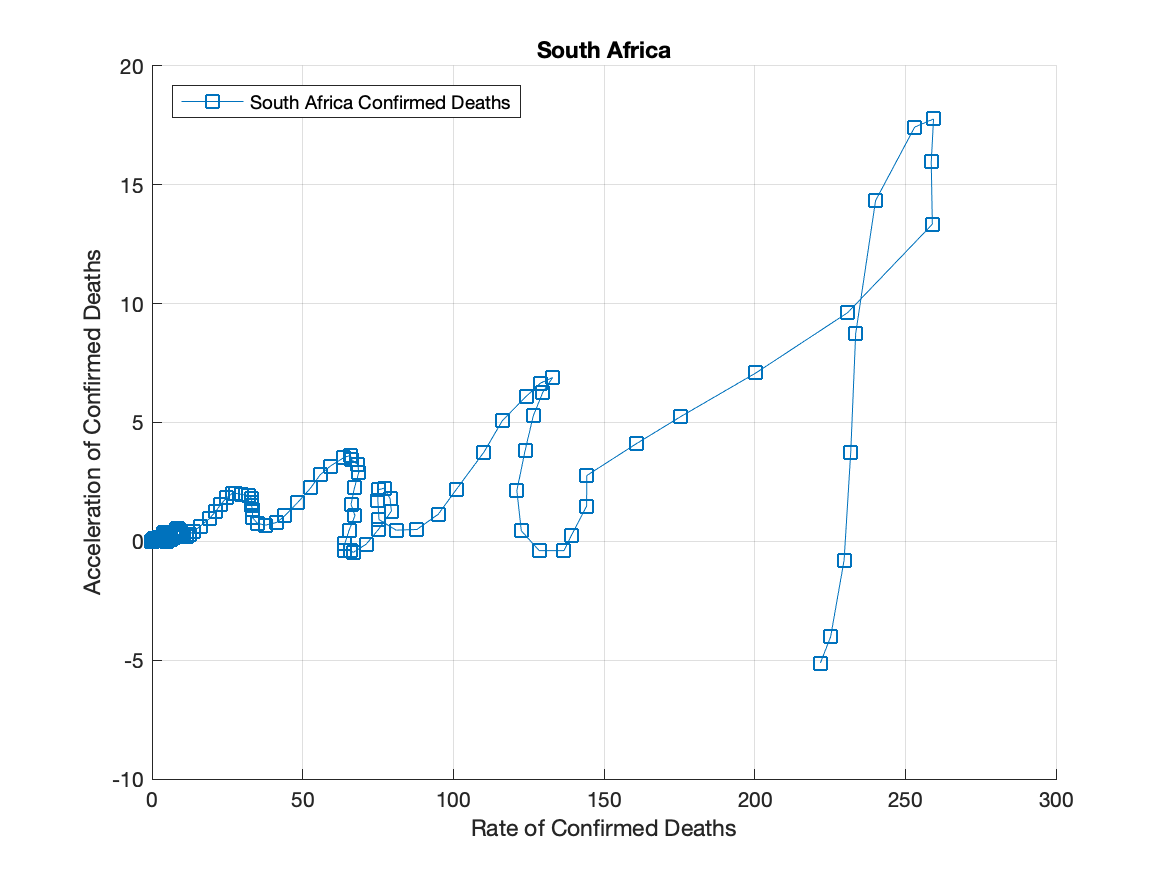 South Africa
20
South Africa Confirmed Deaths
15
10
5
0
-5
-10
0 50 100 150 200 250 300
Rate of Confirmed Deaths
Acceleration of Confirmed Deaths